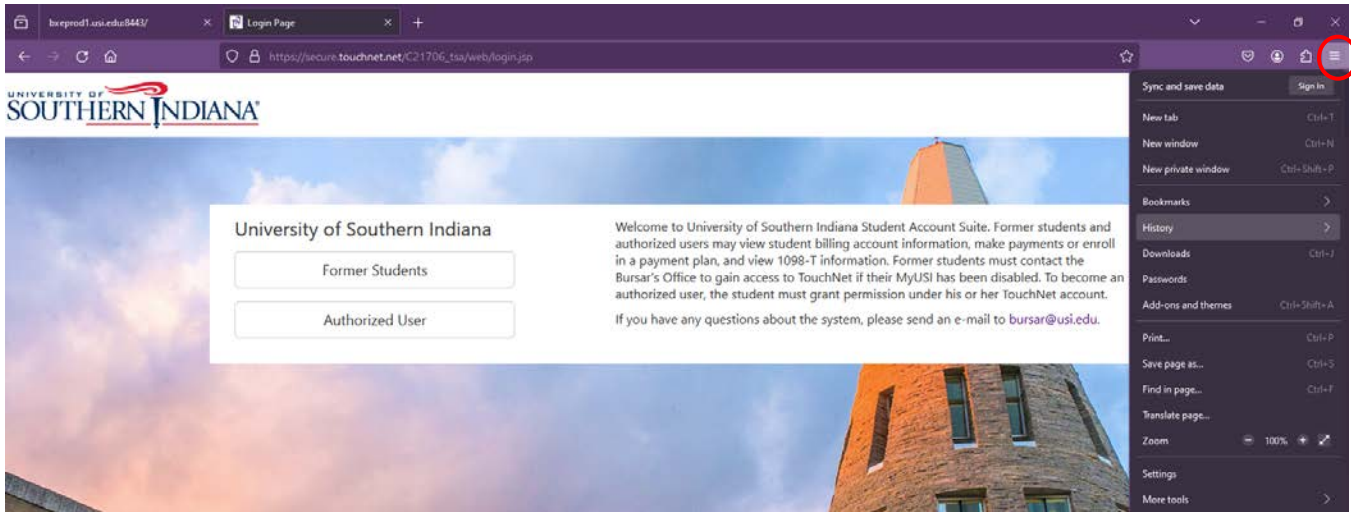 bxeprod1.usi.edu:8443/
Login Page
https://secure.touchnet.net/C21706_tsa/web/login.jsp
UNIVERSITY OF
SOUTHERN INDIANA
University of Southern Indiana
Former Students
Authorized User
Welcome to University of Southern Indiana Student Account Suite. Former students and
authorized users may view student billing account information, make payments or enroll
in a payment plan, and view 1098-T information. Former students must contact the
Bursar's Office to gain access to TouchNet if their MyUSI has been disabled. To become an
authorized user, the student must grant permission under his or her TouchNet account.
If you have any questions about the system, please send an e-mail to bursar@usi.edu.
Sync and save data Sign In
New tab Ctrl+T
New window Ctrl+N
New private window Ctrl+Shift+P
Bookmarks
History
Downloads Ctrl+J
Passwords
Add-ons and themes Ctrl+Shift+A
Print... Ctrl+P
Save page as... Ctrl+S
Find in page... Ctrl+F
Translate page...
Zoom 100%
Settings
More tools